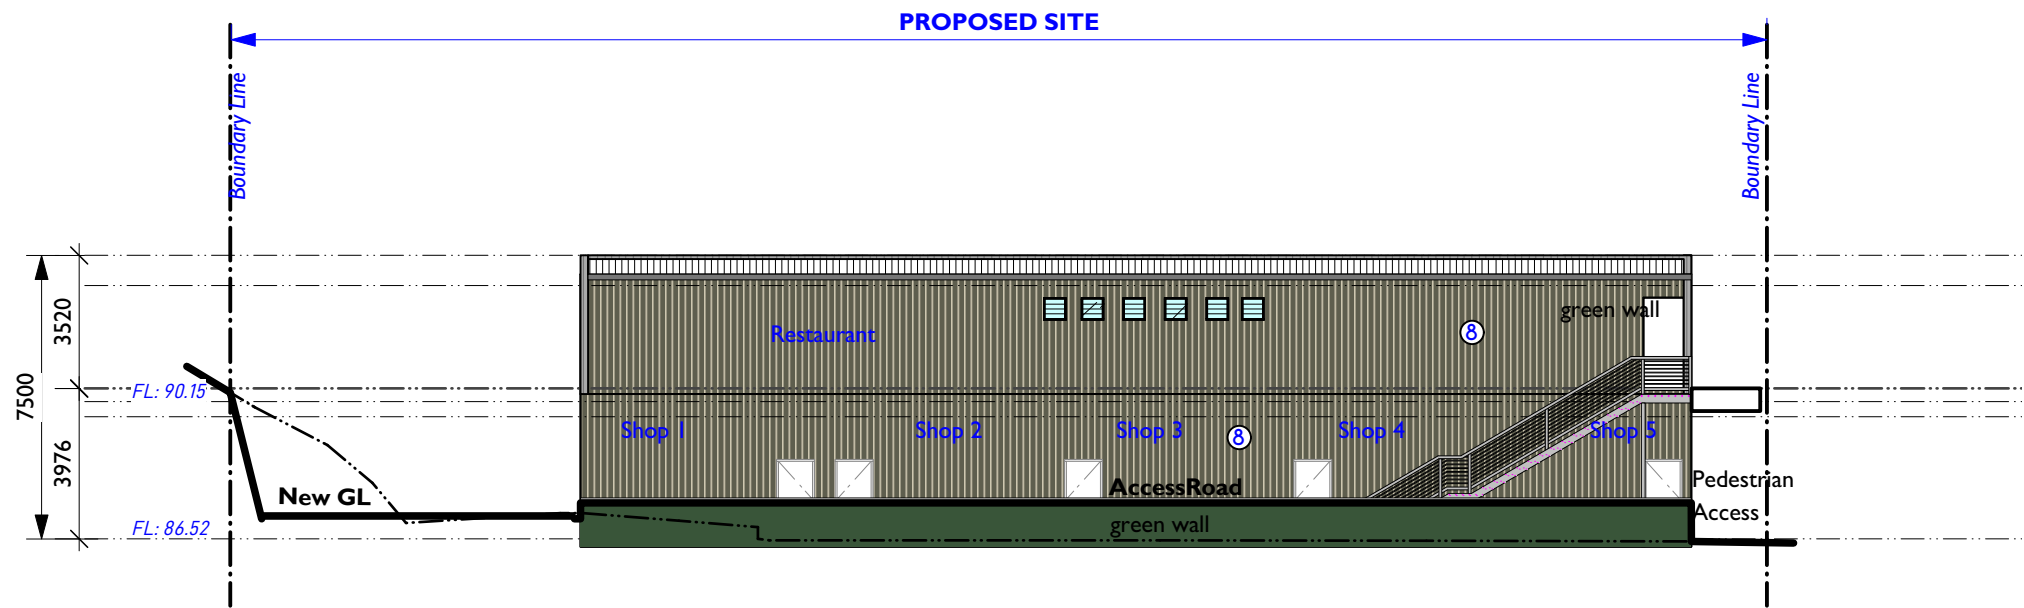 PROPOSED SITE
Boundary Line
Boundary Line
3520
7500
3976
FL: 90.15
FL: 86.52
green wall
8
Restaurant
Shop 1
Shop 2
Shop 3
8
Shop 4
Shop 5
New GL
AccessRoad
green wall
Pedestrian
Access